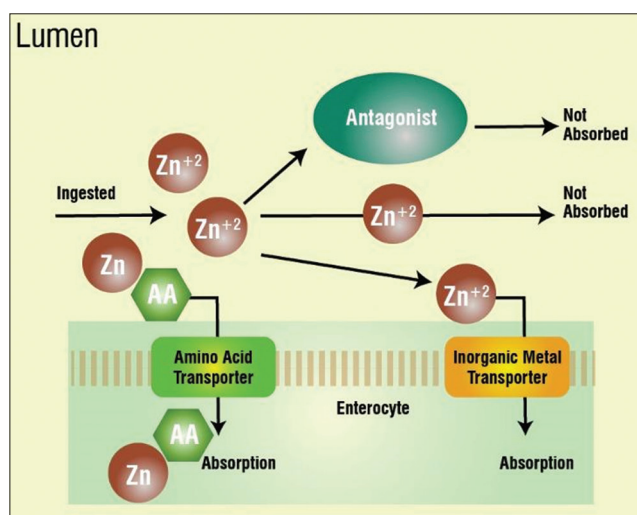 Lumen
Antagonist
Not
Absorbed
Zn+2
Ingested
Zn+2
Zn+2
Not
Absorbed
Zn
AA
Zn+2
Amino Acid
Transporter
Inorganic Metal
Transporter
Enterocyte
AA
Zn
Absorption
Absorption